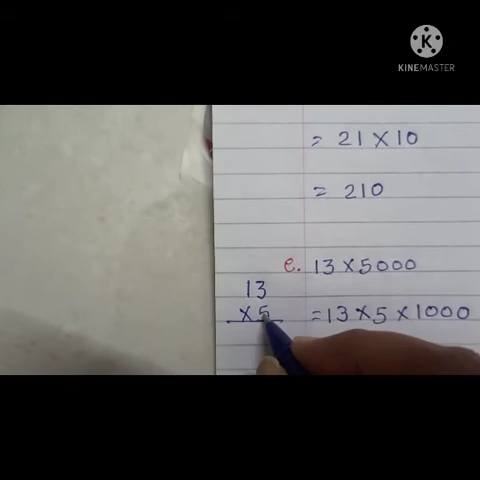 K
KINEMASTER
= 21 × 10
= 210
e. 13 × 5000
13
× 5
= 13 × 5 × 1000